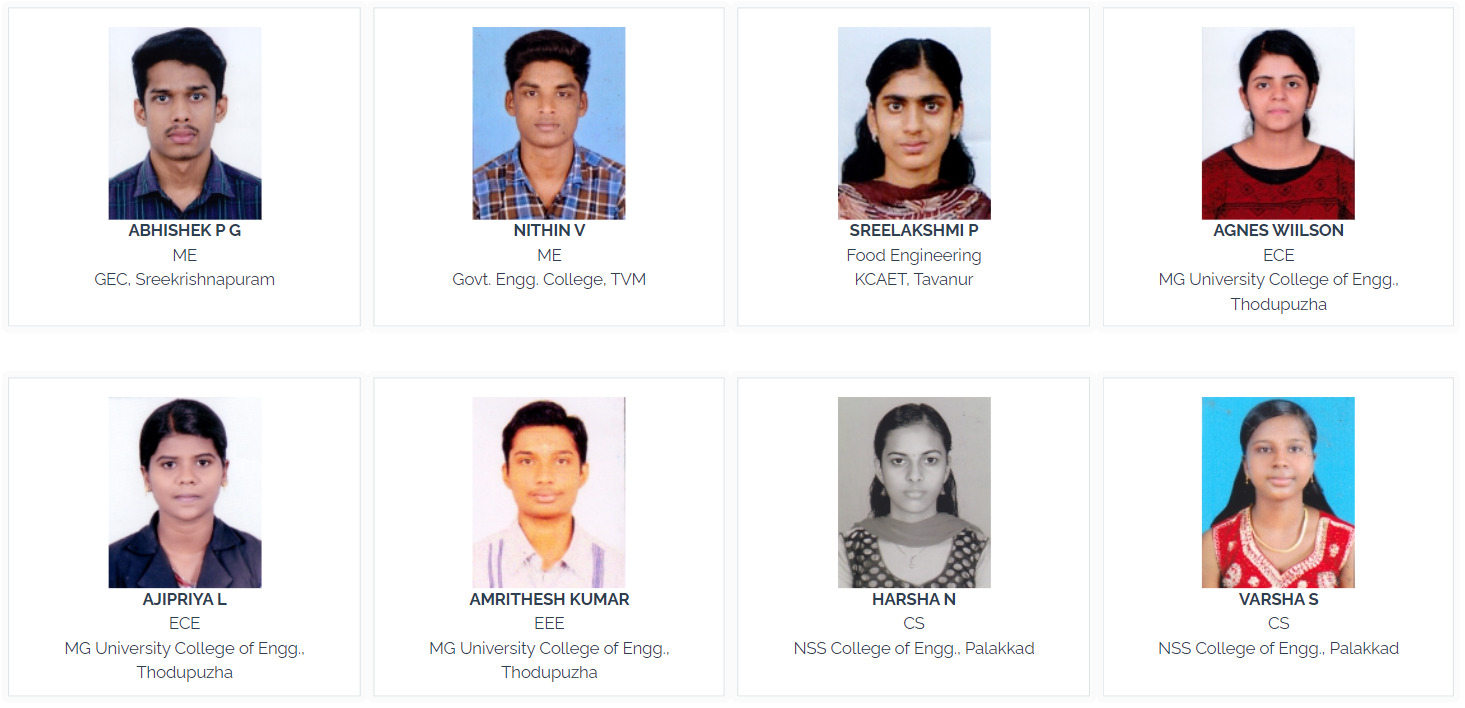 ABHISHEK P G
ME
GEC, Sreekrishnapuram
NITHIN V
ME
Govt. Engg. College, TVM
SREELAKSHMI P
Food Engineering
KCAET, Tavanur
AGNES WIILSON
ECE
MG University College of Engg.,
Thodupuzha
AJIPRIYA L
ECE
MG University College of Engg.,
Thodupuzha
AMRITHESH KUMAR
EEE
MG University College of Engg.,
Thodupuzha
HARSHA N
CS
NSS College of Engg., Palakkad
VARSHA S
CS
NSS College of Engg., Palakkad